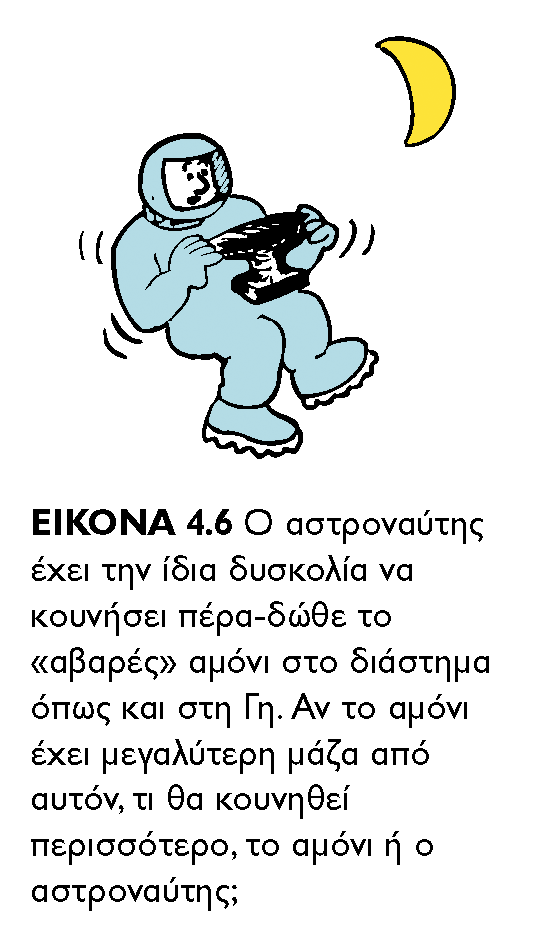 ΕΙΚΟΝΑ 4.6 Ο αστροναύτης
έχει την ίδια δυσκολία να
κουνήσει πέρα-δώθε το
«αβαρές» αμόνι στο διάστημα
όπως και στη Γη. Αν το αμόνι
έχει μεγαλύτερη μάζα από
αυτόν, τι θα κουνηθεί
περισσότερο, το αμόνι ή ο
αστροναύτης;